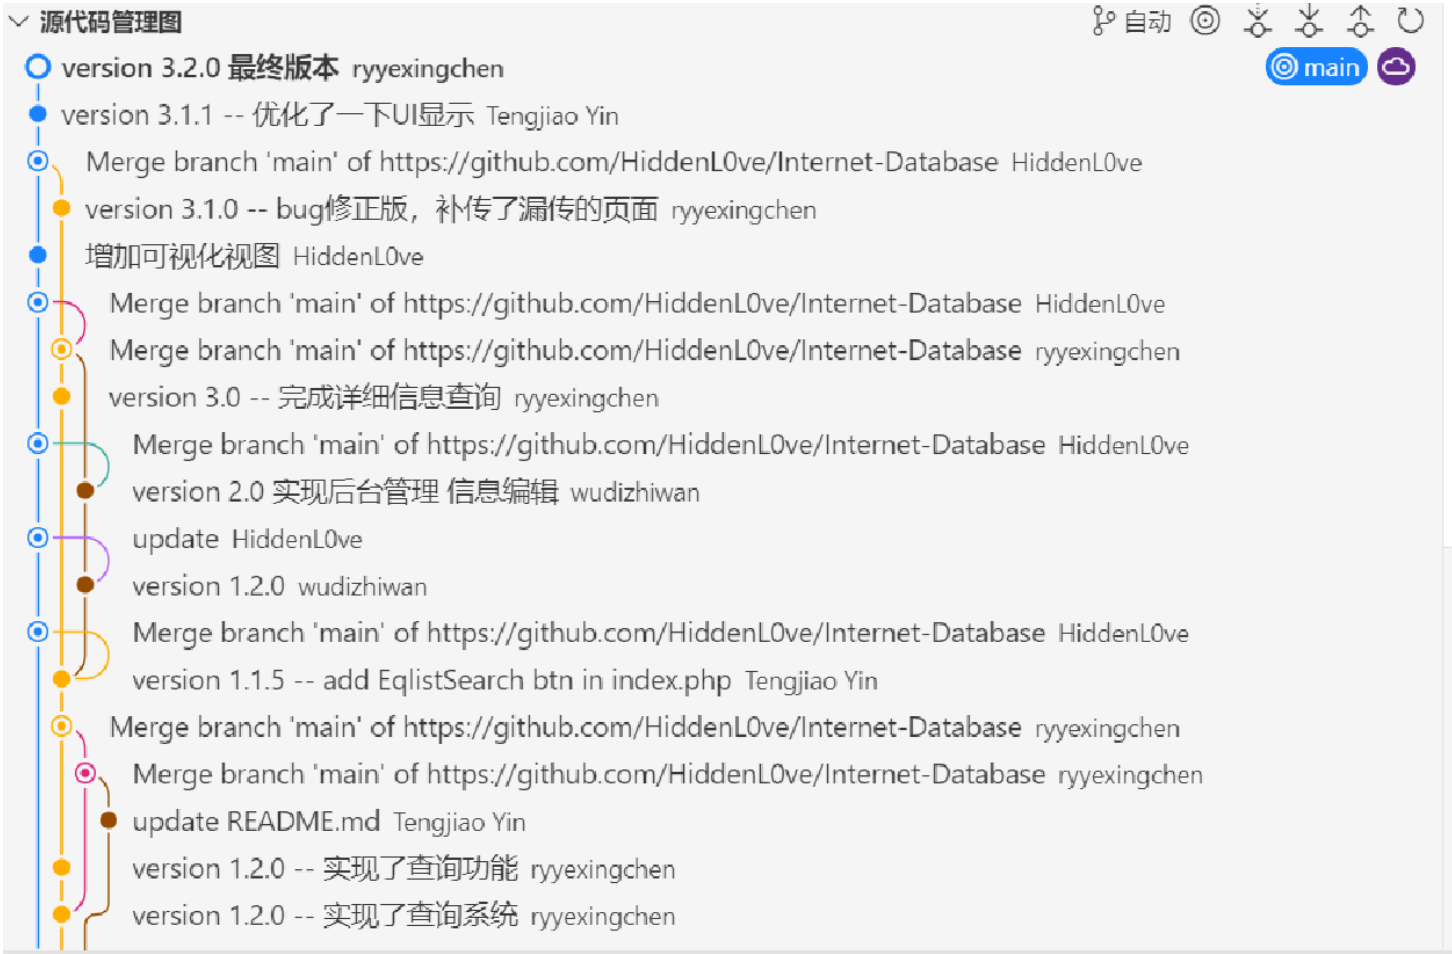 源代码管理图 自动
version 3.2.0 最终版本 ryyexingchen main
version 3.1.1 -- 优化了一下UI显示 Tengjiao Yin
Merge branch 'main' of https://github.com/HiddenL0ve/Internet-Database HiddenL0ve
version 3.1.0 -- bug修正版，补传了漏传的页面 ryyexingchen
增加可视化视图 HiddenL0ve
Merge branch 'main' of https://github.com/HiddenL0ve/Internet-Database HiddenL0ve
Merge branch 'main' of https://github.com/HiddenL0ve/Internet-Database ryyexingchen
version 3.0 -- 完成详细信息查询 ryyexingchen
Merge branch 'main' of https://github.com/HiddenL0ve/Internet-Database HiddenL0ve
version 2.0 实现后台管理 信息编辑 wudizhiwan
update HiddenL0ve
version 1.2.0 wudizhiwan
Merge branch 'main' of https://github.com/HiddenL0ve/Internet-Database HiddenL0ve
version 1.1.5 -- add EqlistSearch btn in index.php Tengjiao Yin
Merge branch 'main' of https://github.com/HiddenL0ve/Internet-Database ryyexingchen
Merge branch 'main' of https://github.com/HiddenL0ve/Internet-Database ryyexingchen
update README.md Tengjiao Yin
version 1.2.0 -- 实现了查询功能 ryyexingchen
version 1.2.0 -- 实现了查询系统 ryyexingchen